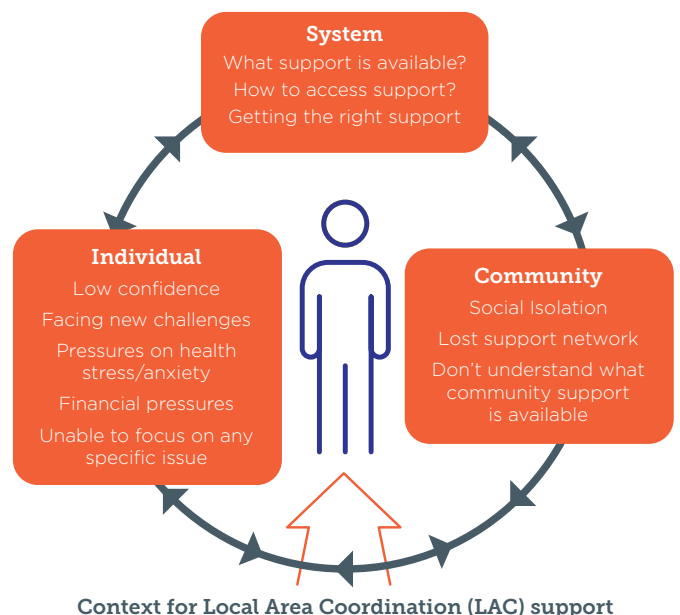 System
What support is available?
How to access support?
Getting the right support
Individual
Low confidence
Facing new challenges
Pressures on health
stress/anxiety
Financial pressures
Unable to focus on any
specific issue
Community
Social Isolation
Lost support network
Don’t understand what
community support
is available
Context for Local Area Coordination (LAC) support